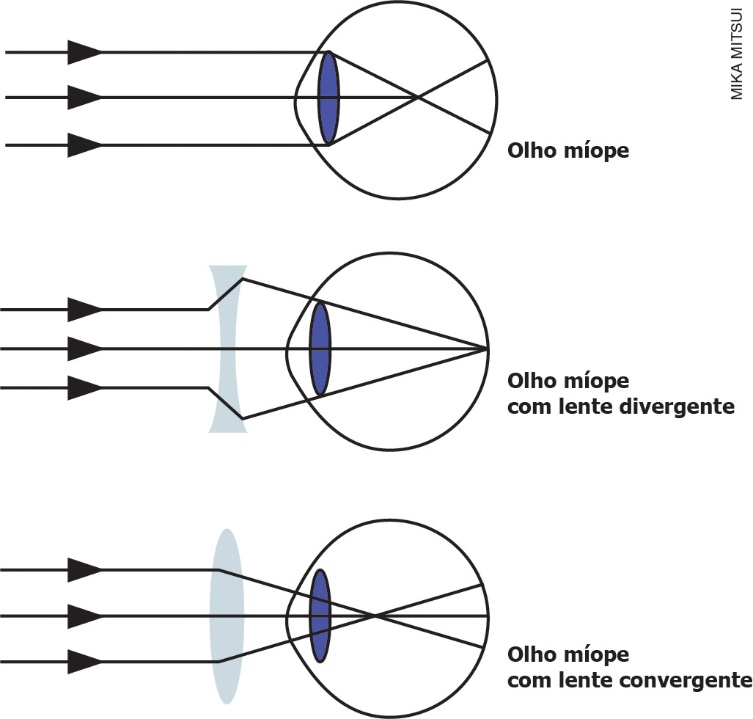 MIKA MITSUI
Olho míope
Olho míope
com lente divergente
Olho míope
com lente convergente